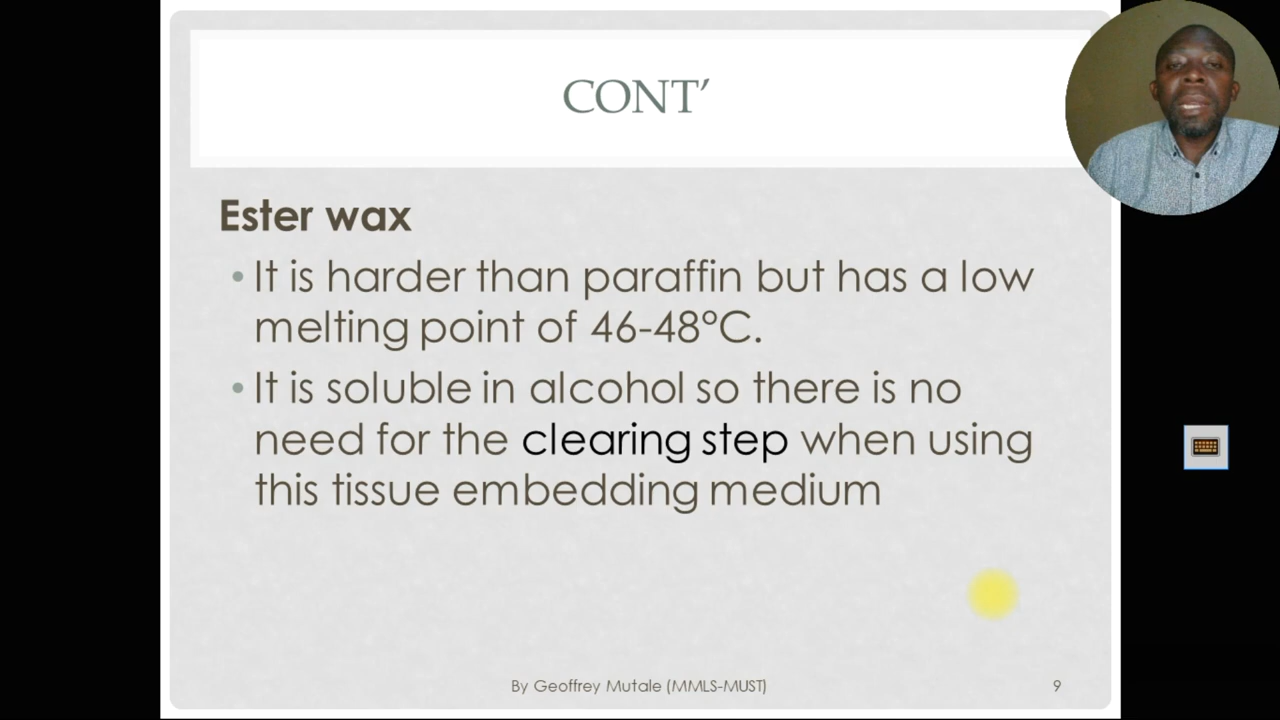 CONT’
Ester wax
• It is harder than paraffin but has a low
melting point of 46-48°C.
• It is soluble in alcohol so there is no
need for the clearing step when using
this tissue embedding medium
By Geoffrey Mutale (MMLS-MUST)
9